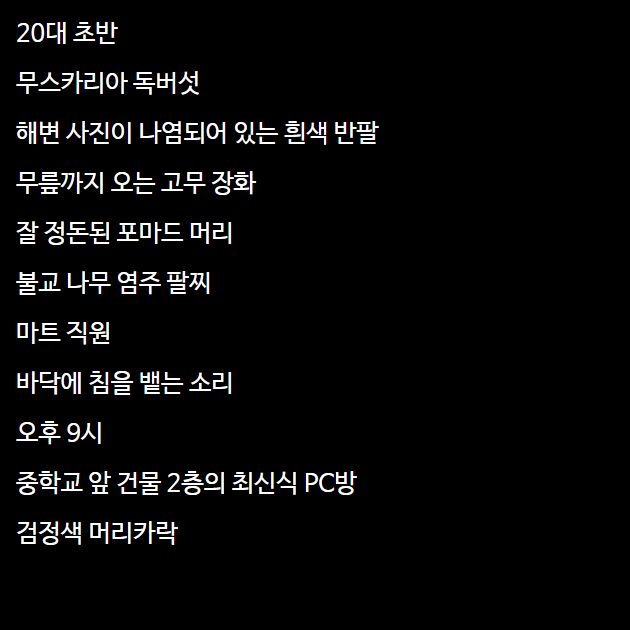 20대 초반
무스카리아 독버섯
해변 사진이 나염되어 있는 흰색 반팔
무릎까지 오는 고무 장화
잘 정돈된 포마드 머리
불교 나무 염주 팔찌
마트 직원
바닥에 침을 뱉는 소리
오후 9시
중학교 앞 건물 2층의 최신식 PC방
검정색 머리카락